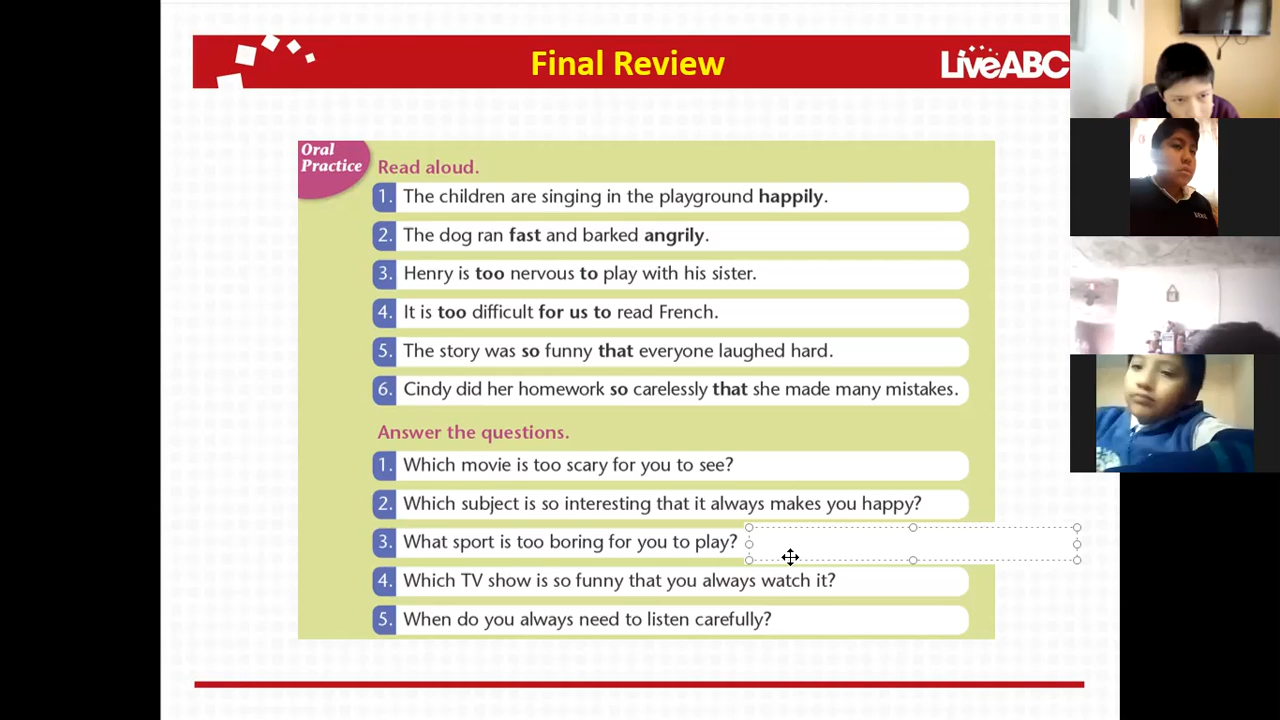 Final Review
LiveABC
Oral
Practice
Read aloud.
1. The children are singing in the playground happily.
2. The dog ran fast and barked angrily.
3. Henry is too nervous to play with his sister.
4. It is too difficult for us to read French.
5. The story was so funny that everyone laughed hard.
6. Cindy did her homework so carelessly that she made many mistakes.
Answer the questions.
1. Which movie is too scary for you to see?
2. Which subject is so interesting that it always makes you happy?
3. What sport is too boring for you to play?
4. Which TV show is so funny that you always watch it?
5. When do you always need to listen carefully?